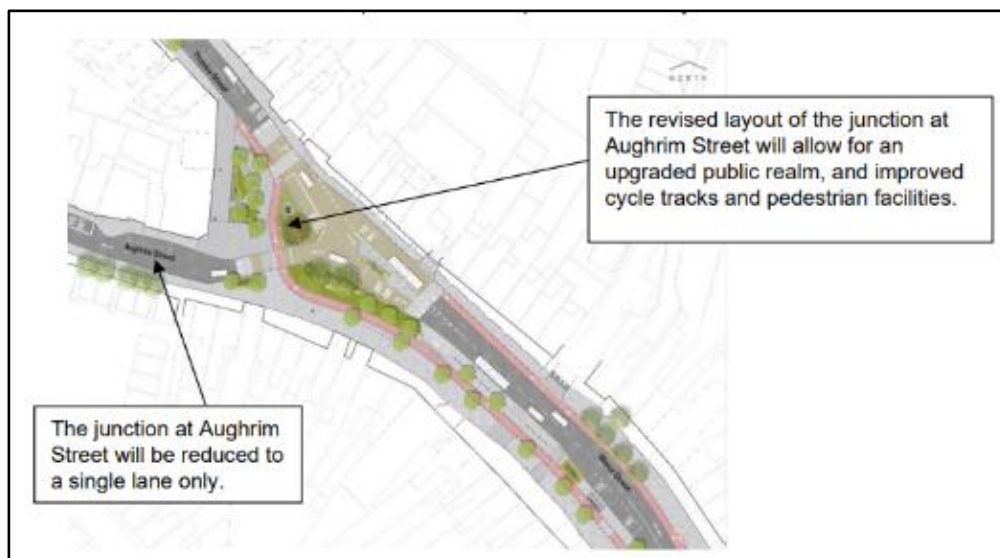 NORTH
The revised layout of the junction at
Aughrim Street will allow for an
upgraded public realm, and improved
cycle tracks and pedestrian facilities.
Aughrim Street
The junction at Aughrim
Street will be reduced to
a single lane only.